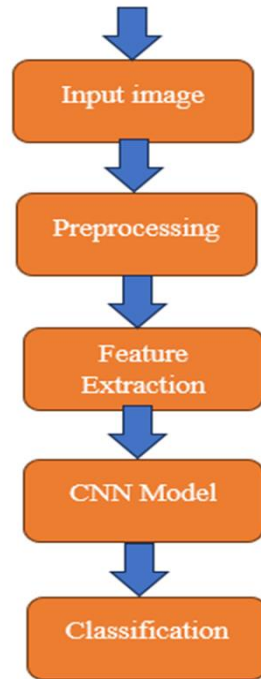 Input image
Preprocessing
Feature
Extraction
CNN Model
Classification